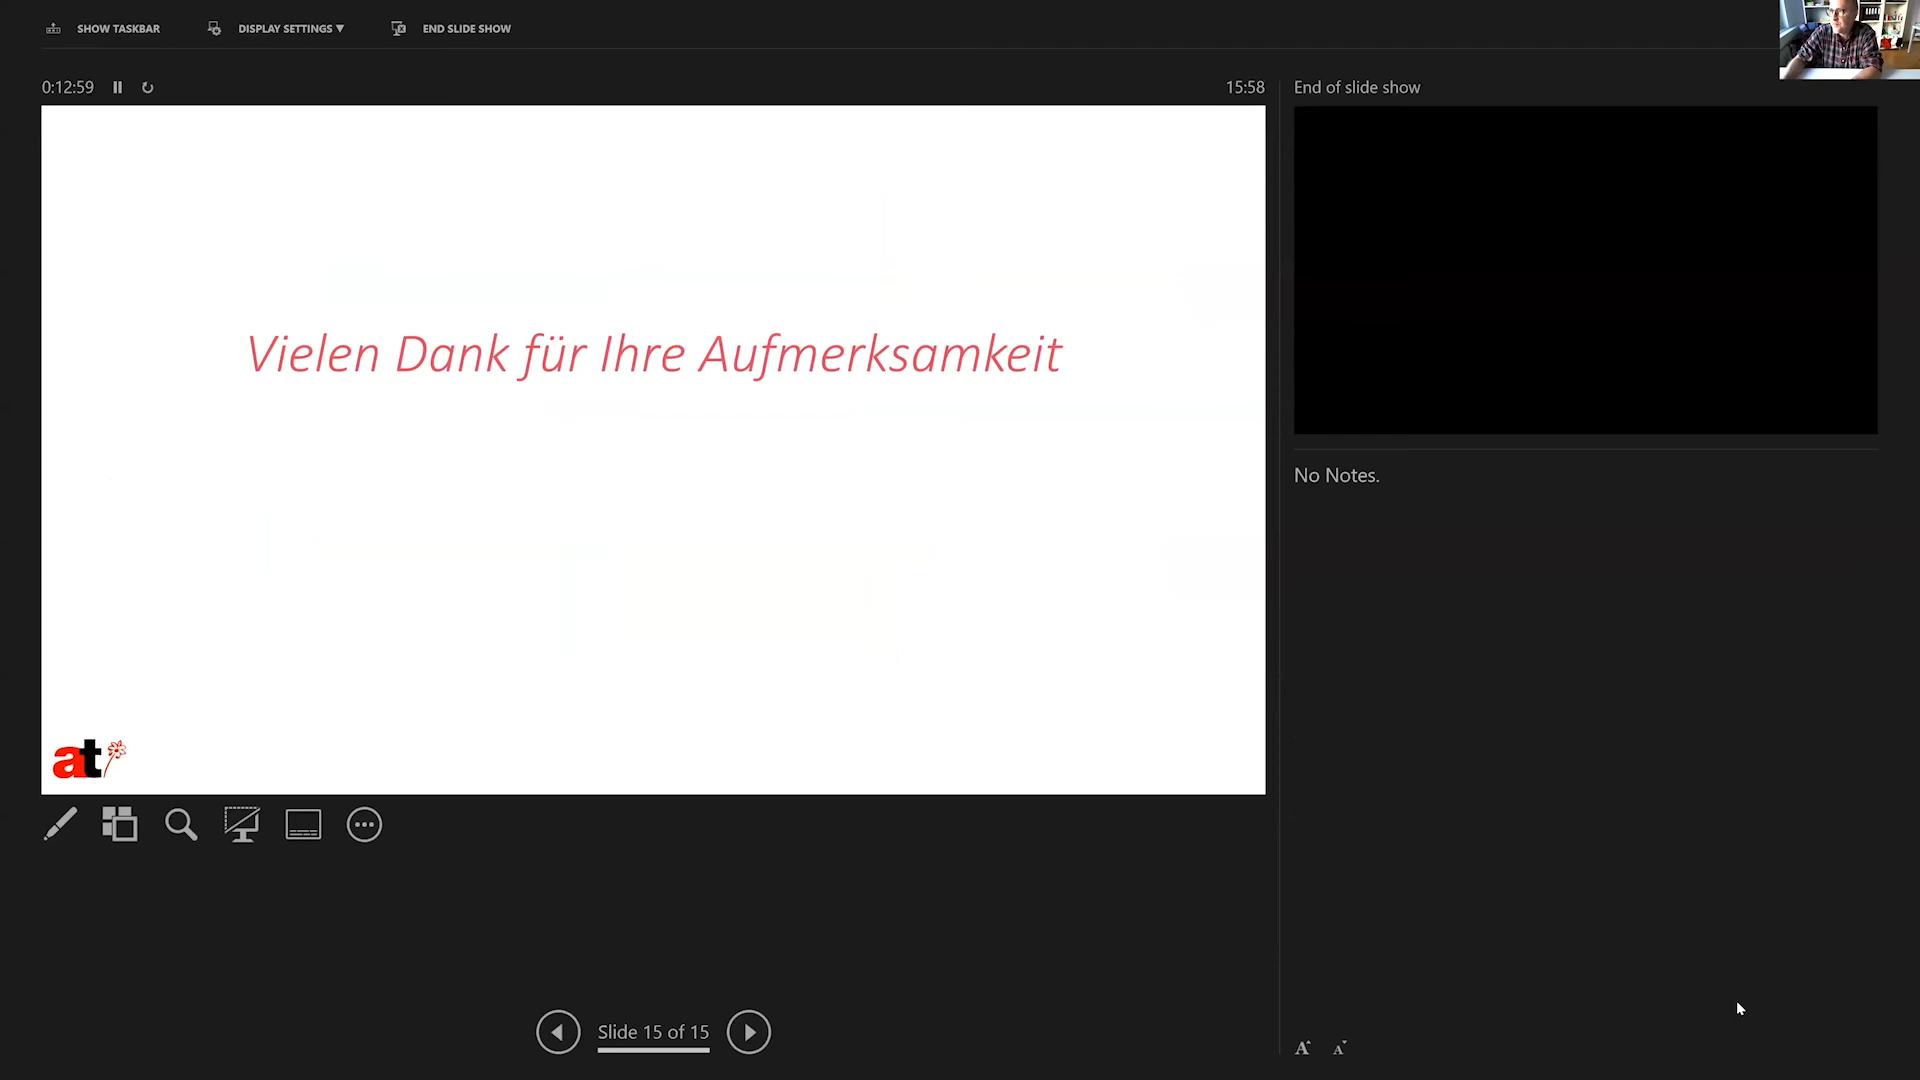 SHOW TASKBAR
DISPLAY SETTINGS ▼
END SLIDE SHOW
0:12:59
15:58
End of slide show
Vielen Dank für Ihre Aufmerksamkeit
No Notes.
at
Slide 15 of 15
A A